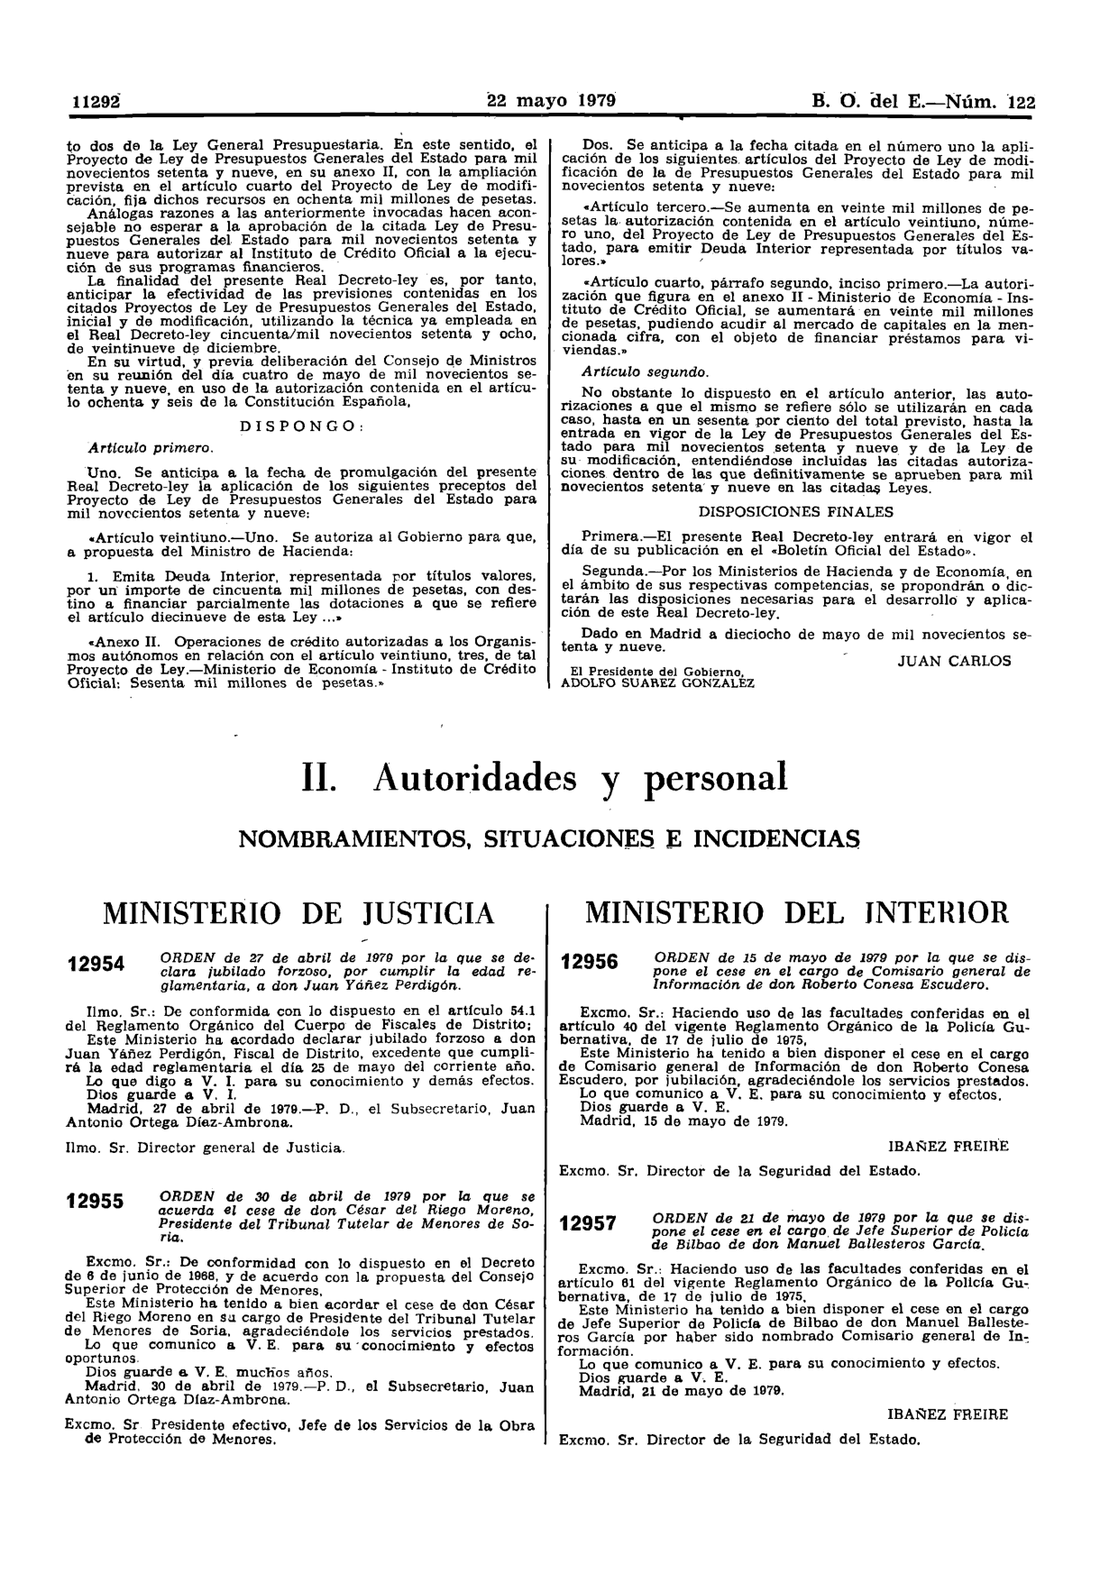 11292 22 mayo 1979 B. O. del E.—Núm. 122
to dos de la Ley General Presupuestaria. En este sentido, el
Proyecto de Ley de Presupuestos Generales del Estado para mil
novecientos setenta y nueve, en su anexo II, con la ampliación
prevista en el artículo cuarto del Proyecto de Ley de modifi-
cación, fija dichos recursos en ochenta mil millones de pesetas.
Análogas razones a las anteriormente invocadas hacen acon-
sejable no esperar a la aprobación de la citada Ley de Presu-
puestos Generales del Estado para mil novecientos setenta y
nueve para autorizar al Instituto de Crédito Oficial a la ejecu-
ción de sus programas financieros.
La finalidad del presente Real Decreto-ley es, por tanto,
anticipar la efectividad de las previsiones contenidas en los
citados Proyectos de Ley de Presupuestos Generales del Estado,
inicial y de modificación, utilizando la técnica ya empleada en
el Real Decreto-ley cincuenta/mil novecientos setenta y ocho,
de veintinueve de diciembre.
En su virtud, y previa deliberación del Consejo de Ministros
en su reunión del día cuatro de mayo de mil novecientos se-
tenta y nueve, en uso de la autorización contenida en el artícu-
lo ochenta y seis de la Constitución Española,
DISPONGO:
Artículo primero.
Uno. Se anticipa a la fecha de promulgación del presente
Real Decreto-ley la aplicación de los siguientes preceptos del
Proyecto de Ley de Presupuestos Generales del Estado para
mil novecientos setenta y nueve:
«Artículo veintiuno.—Uno. Se autoriza al Gobierno para que,
a propuesta del Ministro de Hacienda:
1. Emita Deuda Interior, representada por títulos valores,
por un importe de cincuenta mil millones de pesetas, con des-
tino a financiar parcialmente las dotaciones a que se refiere
el artículo diecinueve de esta Ley ...»
«Anexo II. Operaciones de crédito autorizadas a los Organis-
mos autónomos en relación con el artículo veintiuno, tres, de tal
Proyecto de Ley.—Ministerio de Economía - Instituto de Crédito
Oficial: Sesenta mil millones de pesetas.»
Dos. Se anticipa a la fecha citada en el número uno la apli-
cación de los siguientes artículos del Proyecto de Ley de modi-
ficación de la de Presupuestos Generales del Estado para mil
novecientos setenta y nueve:
«Artículo tercero.—Se aumenta en veinte mil millones de pe-
setas la autorización contenida en el artículo veintiuno, núme-
ro uno, del Proyecto de Ley de Presupuestos Generales del Es-
tado, para emitir Deuda Interior representada por títulos va-
lores.»
«Artículo cuarto, párrafo segundo, inciso primero.—La autori-
zación que figura en el anexo II - Ministerio de Economía - Ins-
tituto de Crédito Oficial, se aumentará en veinte mil millones
de pesetas, pudiendo acudir al mercado de capitales en la men-
cionada cifra, con el objeto de financiar préstamos para vi-
viendas.»
Artículo segundo.
No obstante lo dispuesto en el artículo anterior, las auto-
rizaciones a que el mismo se refiere sólo se utilizarán en cada
caso, hasta en un sesenta por ciento del total previsto, hasta la
entrada en vigor de la Ley de Presupuestos Generales del Es-
tado para mil novecientos setenta y nueve y de la Ley de
su modificación, entendiéndose incluidas las citadas autoriza-
ciones dentro de las que definitivamente se aprueben para mil
novecientos setenta y nueve en las citadas Leyes.
DISPOSICIONES FINALES
Primera.—El presente Real Decreto-ley entrará en vigor el
día de su publicación en el «Boletín Oficial del Estado».
Segunda.—Por los Ministerios de Hacienda y de Economía, en
el ámbito de sus respectivas competencias, se propondrán o dic-
tarán las disposiciones necesarias para el desarrollo y aplica-
ción de este Real Decreto-ley.
Dado en Madrid a dieciocho de mayo de mil novecientos se-
tenta y nueve.
JUAN CARLOS
El Presidente del Gobierno,
ADOLFO SUAREZ GONZALEZ
II. Autoridades y personal
NOMBRAMIENTOS, SITUACIONES E INCIDENCIAS
MINISTERIO DE JUSTICIA
12954 ORDEN de 27 de abril de 1979 por la que se de-
clara jubilado forzoso, por cumplir la edad re-
glamentaria, a don Juan Yáñez Perdigón.
Ilmo. Sr.: De conformida con lo dispuesto en el artículo 54.1
del Reglamento Orgánico del Cuerpo de Fiscales de Distrito;
Este Ministerio ha acordado declarar jubilado forzoso a don
Juan Yáñez Perdigón, Fiscal de Distrito, excedente que cumpli-
rá la edad reglamentaria el día 25 de mayo del corriente año.
Lo que digo a V. I. para su conocimiento y demás efectos.
Dios guarde a V. I.
Madrid, 27 de abril de 1979.—P. D., el Subsecretario, Juan
Antonio Ortega Díaz-Ambrona.
Ilmo. Sr. Director general de Justicia.
12955 ORDEN de 30 de abril de 1979 por la que se
acuerda el cese de don César del Riego Moreno,
Presidente del Tribunal Tutelar de Menores de So-
ria.
Excmo. Sr.: De conformidad con lo dispuesto en el Decreto
de 6 de junio de 1968, y de acuerdo con la propuesta del Consejo
Superior de Protección de Menores,
Este Ministerio ha tenido a bien acordar el cese de don César
del Riego Moreno en su cargo de Presidente del Tribunal Tutelar
de Menores de Soria, agradeciéndole los servicios prestados.
Lo que comunico a V. E. para su conocimiento y efectos
oportunos.
Dios guarde a V. E. muchos años.
Madrid, 30 de abril de 1979.—P. D., el Subsecretario, Juan
Antonio Ortega Díaz-Ambrona.
Excmo. Sr Presidente efectivo, Jefe de los Servicios de la Obra
de Protección de Menores.
MINISTERIO DEL INTERIOR
12956 ORDEN de 15 de mayo de 1979 por la que se dis-
pone el cese en el cargo de Comisario general de
Información de don Roberto Conesa Escudero.
Excmo. Sr.: Haciendo uso de las facultades conferidas en el
artículo 40 del vigente Reglamento Orgánico de la Policía Gu-
bernativa, de 17 de julio de 1975,
Este Ministerio ha tenido a bien disponer el cese en el cargo
de Comisario general de Información de don Roberto Conesa
Escudero, por jubilación, agradeciéndole los servicios prestados.
Lo que comunico a V. E. para su conocimiento y efectos.
Dios guarde a V. E.
Madrid, 15 de mayo de 1979.
IBAÑEZ FREIRE
Excmo. Sr. Director de la Seguridad del Estado.
12957 ORDEN de 21 de mayo de 1979 por la que se dis-
pone el cese en el cargo de Jefe Superior de Policía
de Bilbao de don Manuel Ballesteros García.
Excmo. Sr.: Haciendo uso de las facultades conferidas en el
artículo 61 del vigente Reglamento Orgánico de la Policía Gu-
bernativa, de 17 de julio de 1975,
Este Ministerio ha tenido a bien disponer el cese en el cargo
de Jefe Superior de Policía de Bilbao de don Manuel Balleste-
ros García por haber sido nombrado Comisario general de In-
formación.
Lo que comunico a V. E. para su conocimiento y efectos.
Dios guarde a V. E.
Madrid, 21 de mayo de 1979.
IBAÑEZ FREIRE
Excmo. Sr. Director de la Seguridad del Estado.